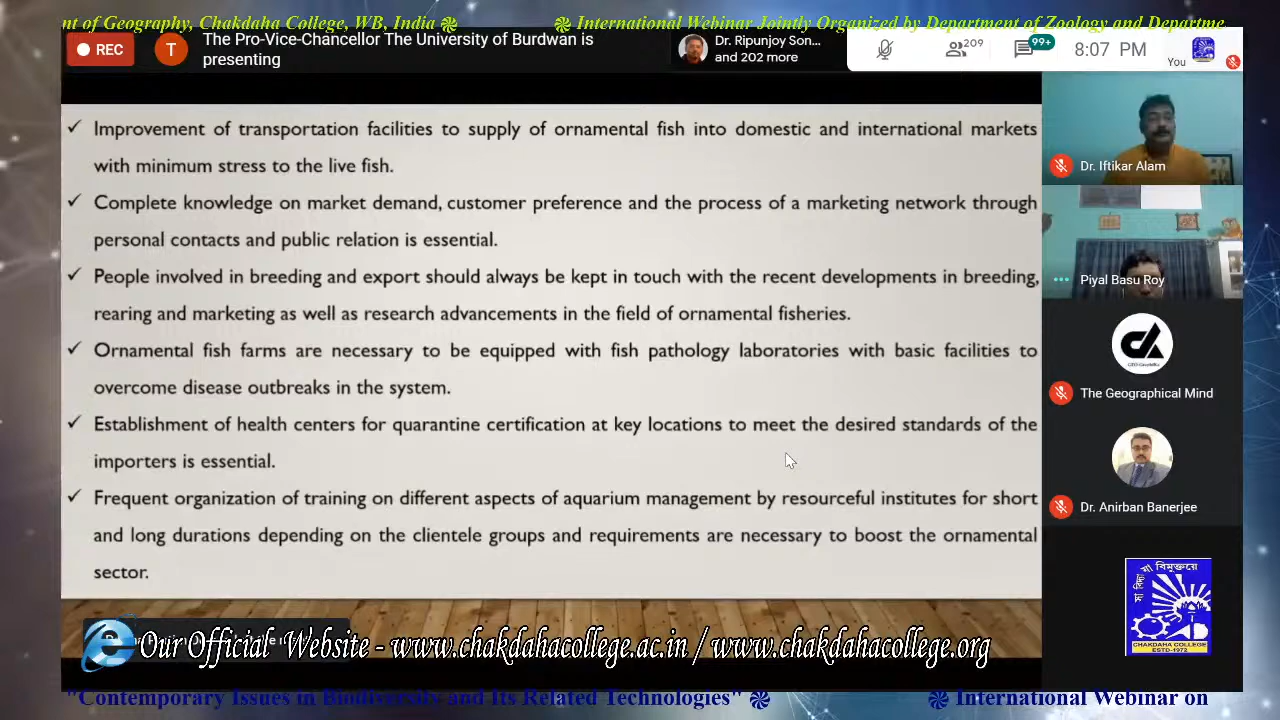 nt of Geography, Chakdaha College, WB, India ❁ ❁ International Webinar Jointly Organized by Department of Zoology and Departme
REC
T
The Pro-Vice-Chancellor The University of Burdwan is
presenting
Dr. Ripunjoy Son...
and 202 more
209
99+
8:07 PM
You
✓ Improvement of transportation facilities to supply of ornamental fish into domestic and international markets
with minimum stress to the live fish.
✓ Complete knowledge on market demand, customer preference and the process of a marketing network through
personal contacts and public relation is essential.
✓ People involved in breeding and export should always be kept in touch with the recent developments in breeding,
rearing and marketing as well as research advancements in the field of ornamental fisheries.
✓ Ornamental fish farms are necessary to be equipped with fish pathology laboratories with basic facilities to
overcome disease outbreaks in the system.
✓ Establishment of health centers for quarantine certification at key locations to meet the desired standards of the
importers is essential.
✓ Frequent organization of training on different aspects of aquarium management by resourceful institutes for short
and long durations depending on the clientele groups and requirements are necessary to boost the ornamental
sector.
Dr. Iftikar Alam
Piyal Basu Roy
The Geographical Mind
Dr. Anirban Banerjee
CHAKDAHA COLLEGE
ESTD-1972
Our Official Website - www.chakdahacollege.ac.in / www.chakdahacollege.org
"Contemporary Issues in Biodiversity and Its Related Technologies" ❁ ❁ International Webinar on